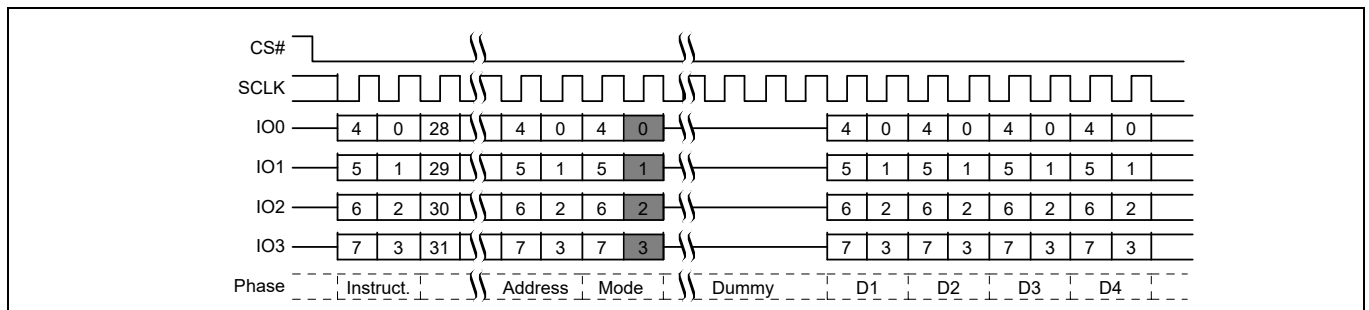 CS#
SCLK
IO0 4 0 28 4 0 4 0 4 0 4 0 4 0 4 0
IO1 5 1 29 5 1 5 1 5 1 5 1 5 1 5 1
IO2 6 2 30 6 2 6 2 6 2 6 2 6 2 6 2
IO3 7 3 31 7 3 7 3 7 3 7 3 7 3 7 3
Phase Instruct. Address Mode Dummy D1 D2 D3 D4